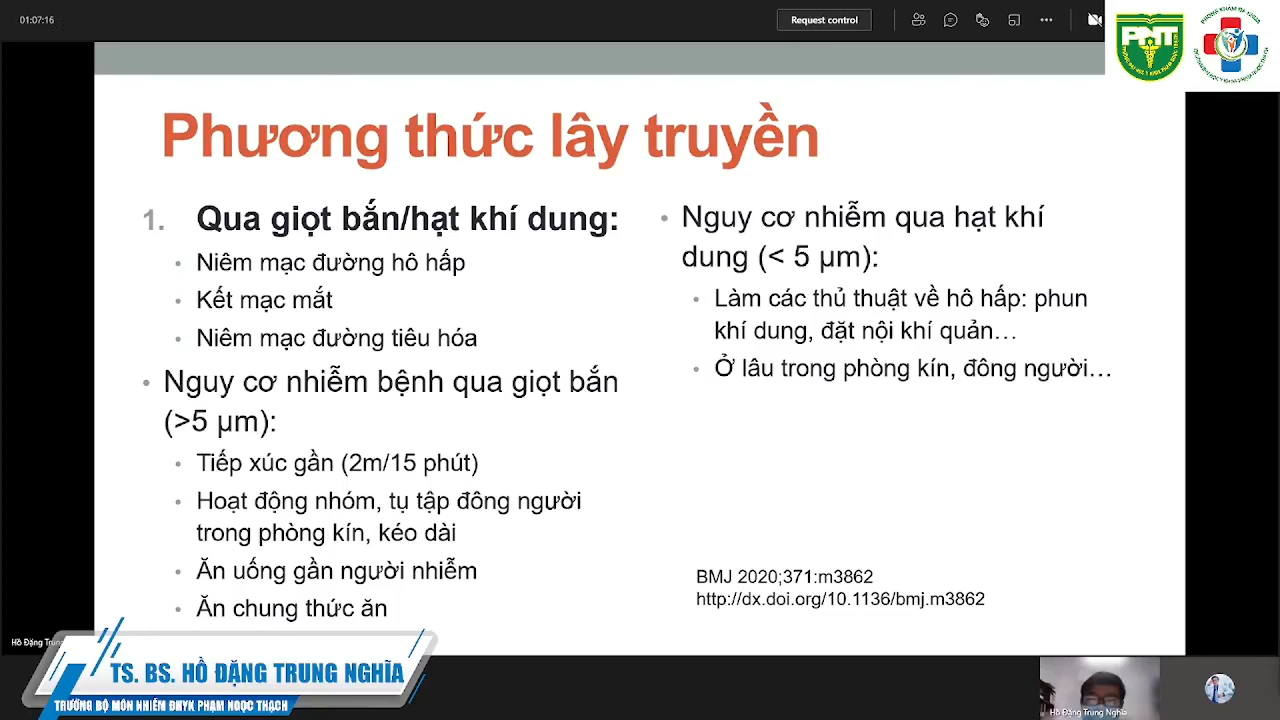 01:07:16
Request control
PNT
Phương thức lây truyền
1. Qua giọt bắn/hạt khí dung:
• Niêm mạc đường hô hấp
• Kết mạc mắt
• Niêm mạc đường tiêu hóa
• Nguy cơ nhiễm bệnh qua giọt bắn
(>5 µm):
• Tiếp xúc gần (2m/15 phút)
• Hoạt động nhóm, tụ tập đông người
trong phòng kín, kéo dài
• Ăn uống gần người nhiễm
• Ăn chung thức ăn
• Nguy cơ nhiễm qua hạt khí
dung (< 5 µm):
• Làm các thủ thuật về hô hấp: phun
khí dung, đặt nội khí quản…
• Ở lâu trong phòng kín, đông người…
BMJ 2020;371:m3862
http://dx.doi.org/10.1136/bmj.m3862
Hồ Đặng Trung
TS. BS. HỒ ĐẶNG TRUNG NGHĨA
TRƯỞNG BỘ MÔN NHIỄM ĐHYK PHẠM NGỌC THẠCH
Hồ Đặng Trung Nghĩa